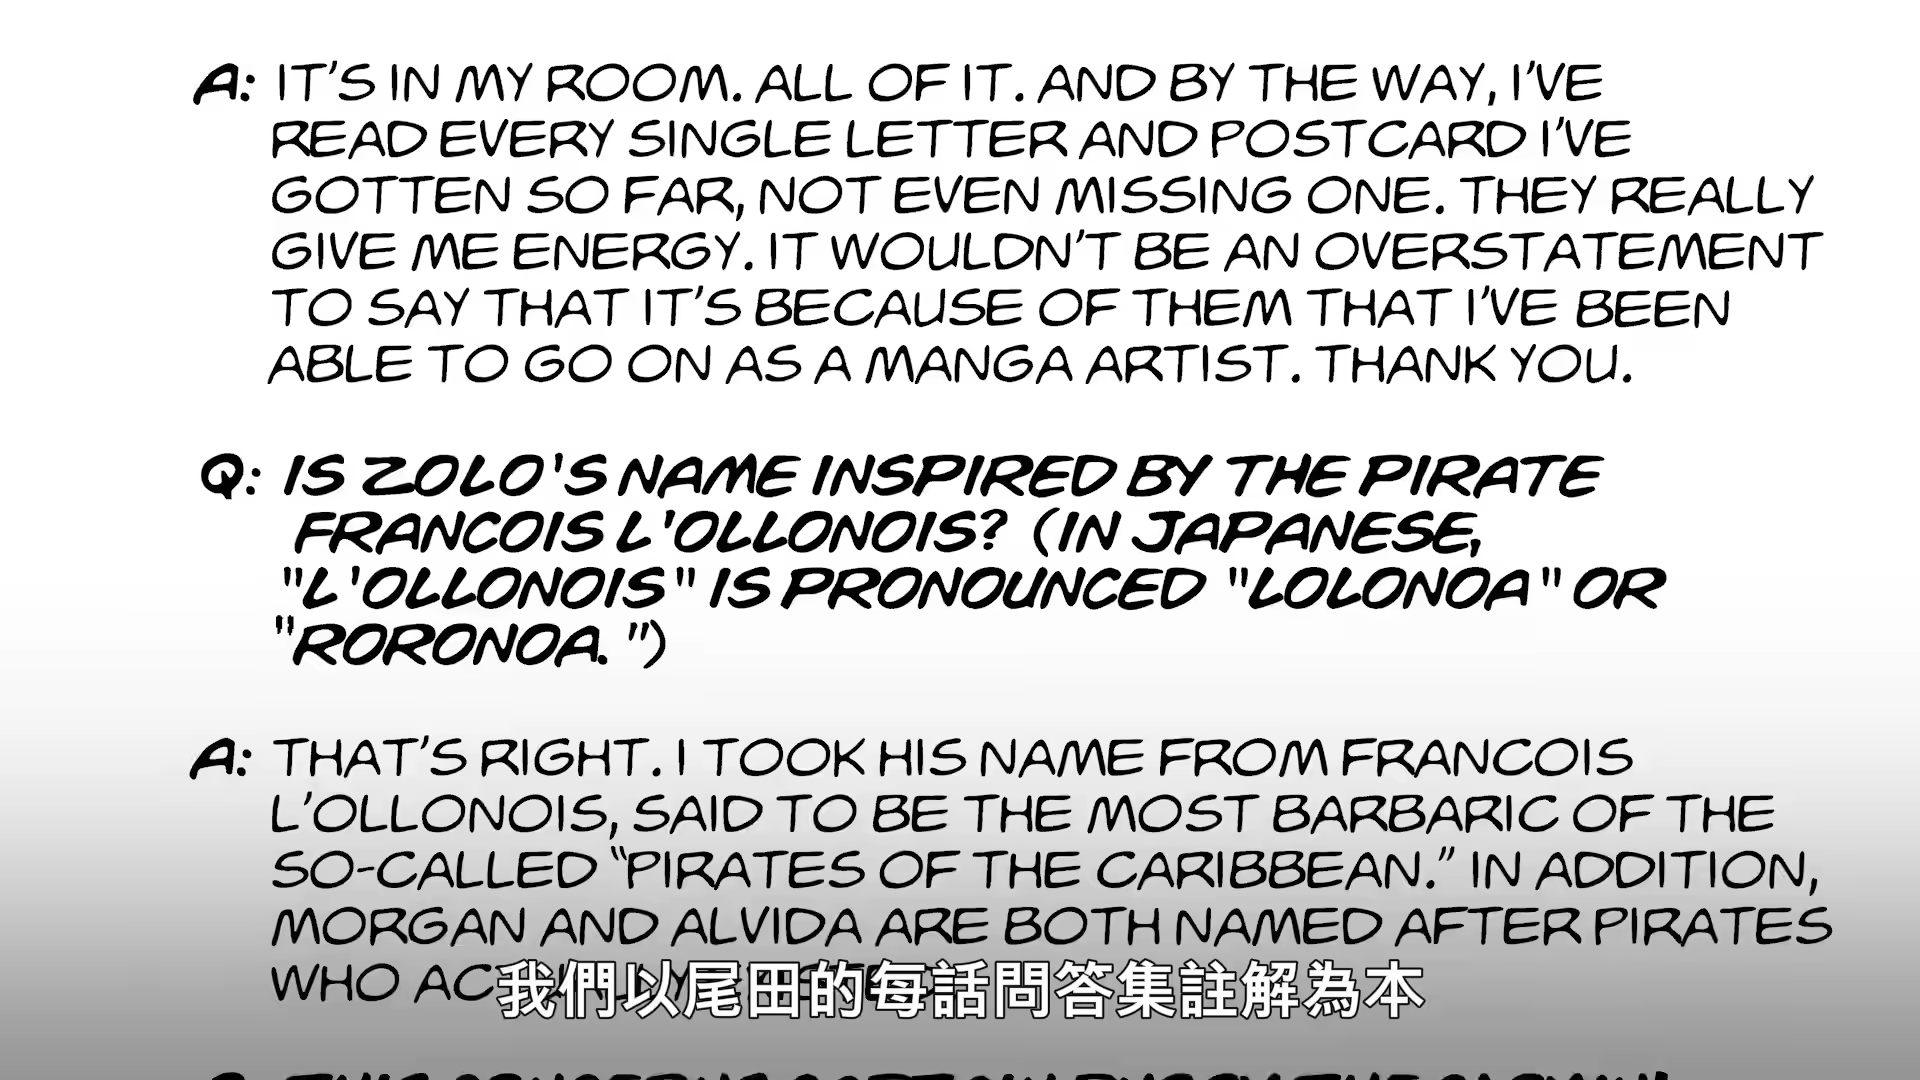 A: IT'S IN MY ROOM. ALL OF IT. AND BY THE WAY, I'VE
READ EVERY SINGLE LETTER AND POSTCARD I'VE
GOTTEN SO FAR, NOT EVEN MISSING ONE. THEY REALLY
GIVE ME ENERGY. IT WOULDN'T BE AN OVERSTATEMENT
TO SAY THAT IT'S BECAUSE OF THEM THAT I'VE BEEN
ABLE TO GO ON AS A MANGA ARTIST. THANK YOU.
Q: IS ZOLO'S NAME INSPIRED BY THE PIRATE
FRANCOIS L'OLLONOIS? (IN JAPANESE,
"L'OLLONOIS" IS PRONOUNCED "LOLONOA" OR
"RORONOA.")
A: THAT'S RIGHT. I TOOK HIS NAME FROM FRANCOIS
L'OLLONOIS, SAID TO BE THE MOST BARBARIC OF THE
SO-CALLED “PIRATES OF THE CARIBBEAN.” IN ADDITION,
MORGAN AND ALVIDA ARE BOTH NAMED AFTER PIRATES
WHO
我們以尾田的每話問答集註解為本